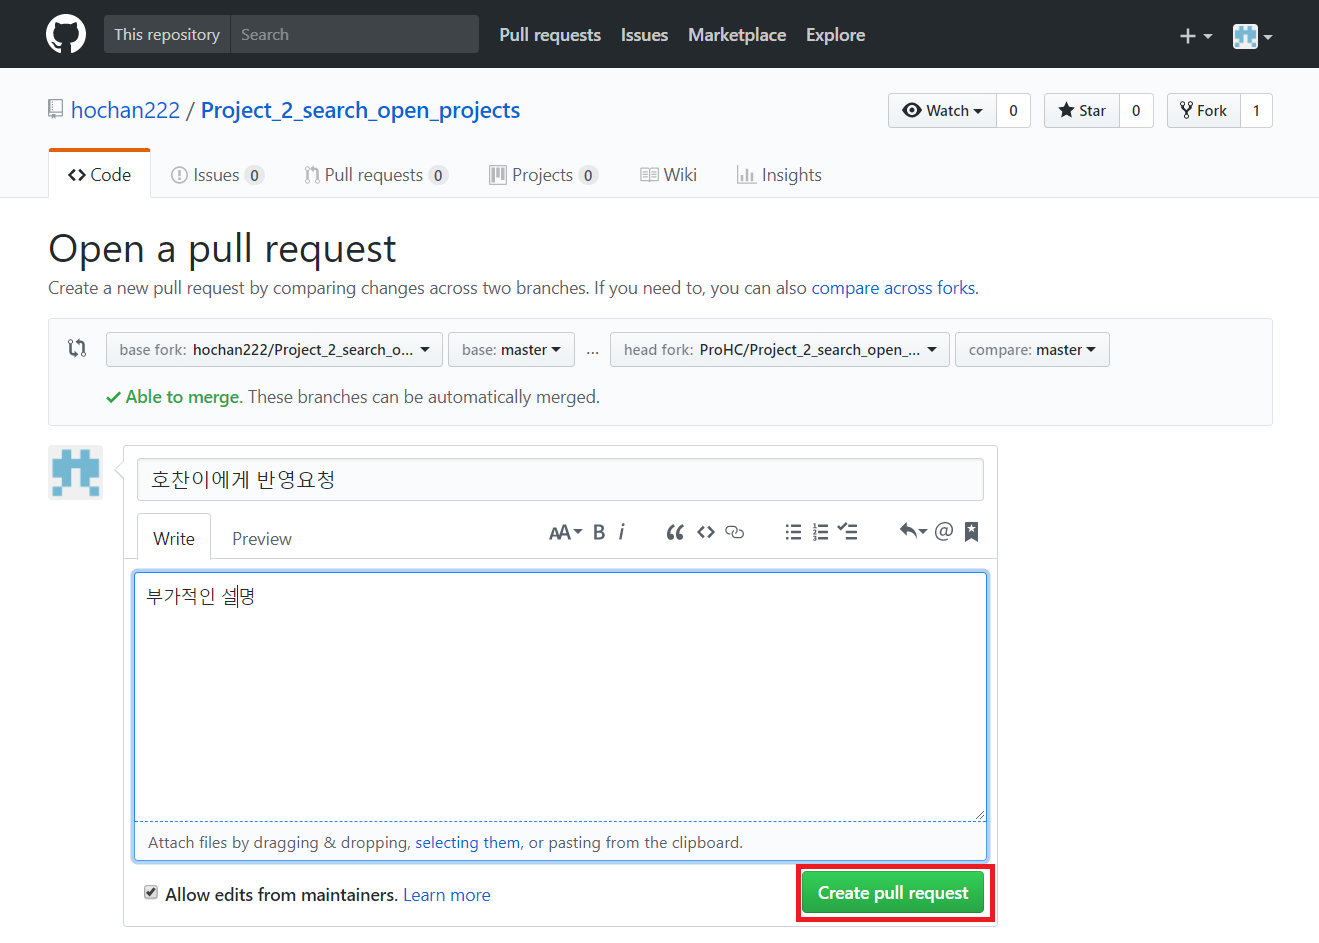 This repository Search Pull requests Issues Marketplace Explore
hochan222 / Project_2_search_open_projects Watch 0 Star 0 Fork 1
Code Issues 0 Pull requests 0 Projects 0 Wiki Insights
Open a pull request
Create a new pull request by comparing changes across two branches. If you need to, you can also compare across forks.
base fork: hochan222/Project_2_search_o... base: master ... head fork: ProHC/Project_2_search_open_... compare: master
Able to merge. These branches can be automatically merged.
호찬이에게 반영요청
Write Preview AA B i @
부가적인 설명
Attach files by dragging & dropping, selecting them, or pasting from the clipboard.
Allow edits from maintainers. Learn more Create pull request